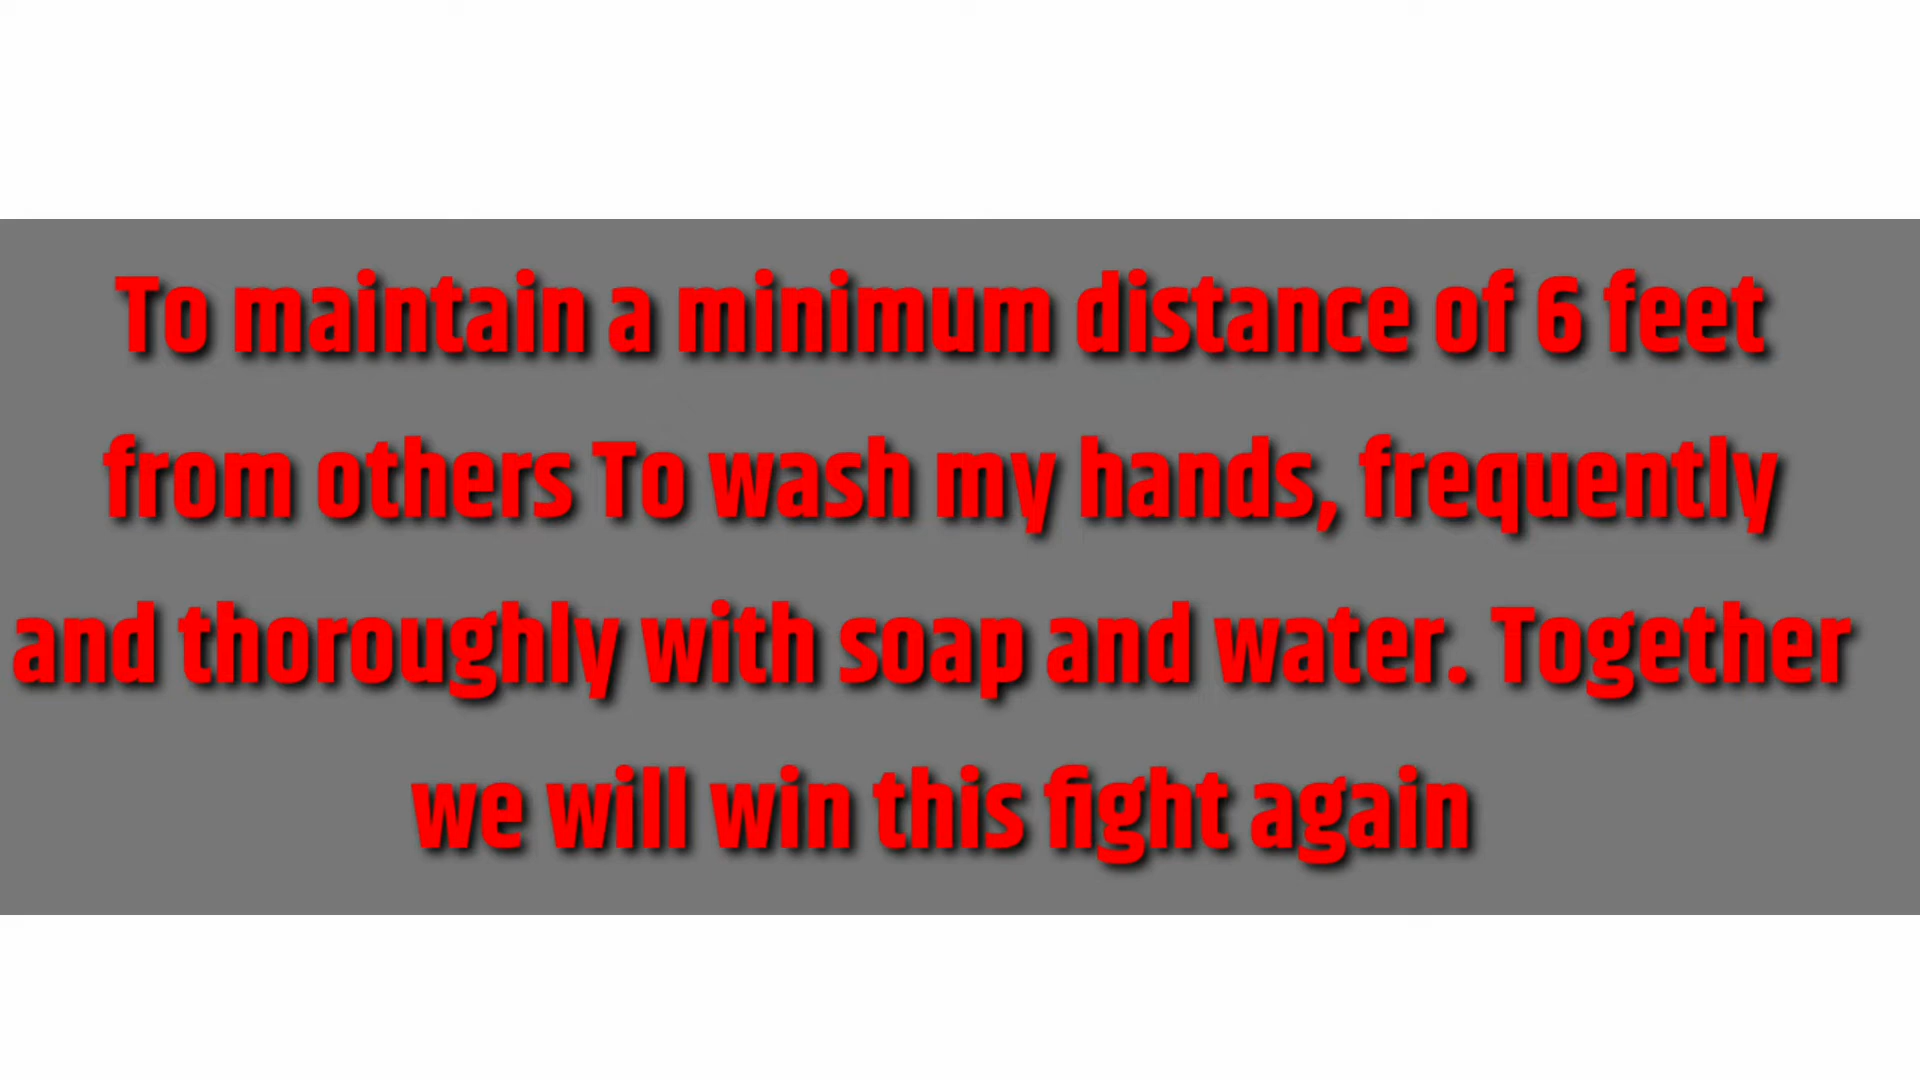 To maintain a minimum distance of 6 feet
from others To wash my hands, frequently
and thoroughly with soap and water. Together
we will win this fight again